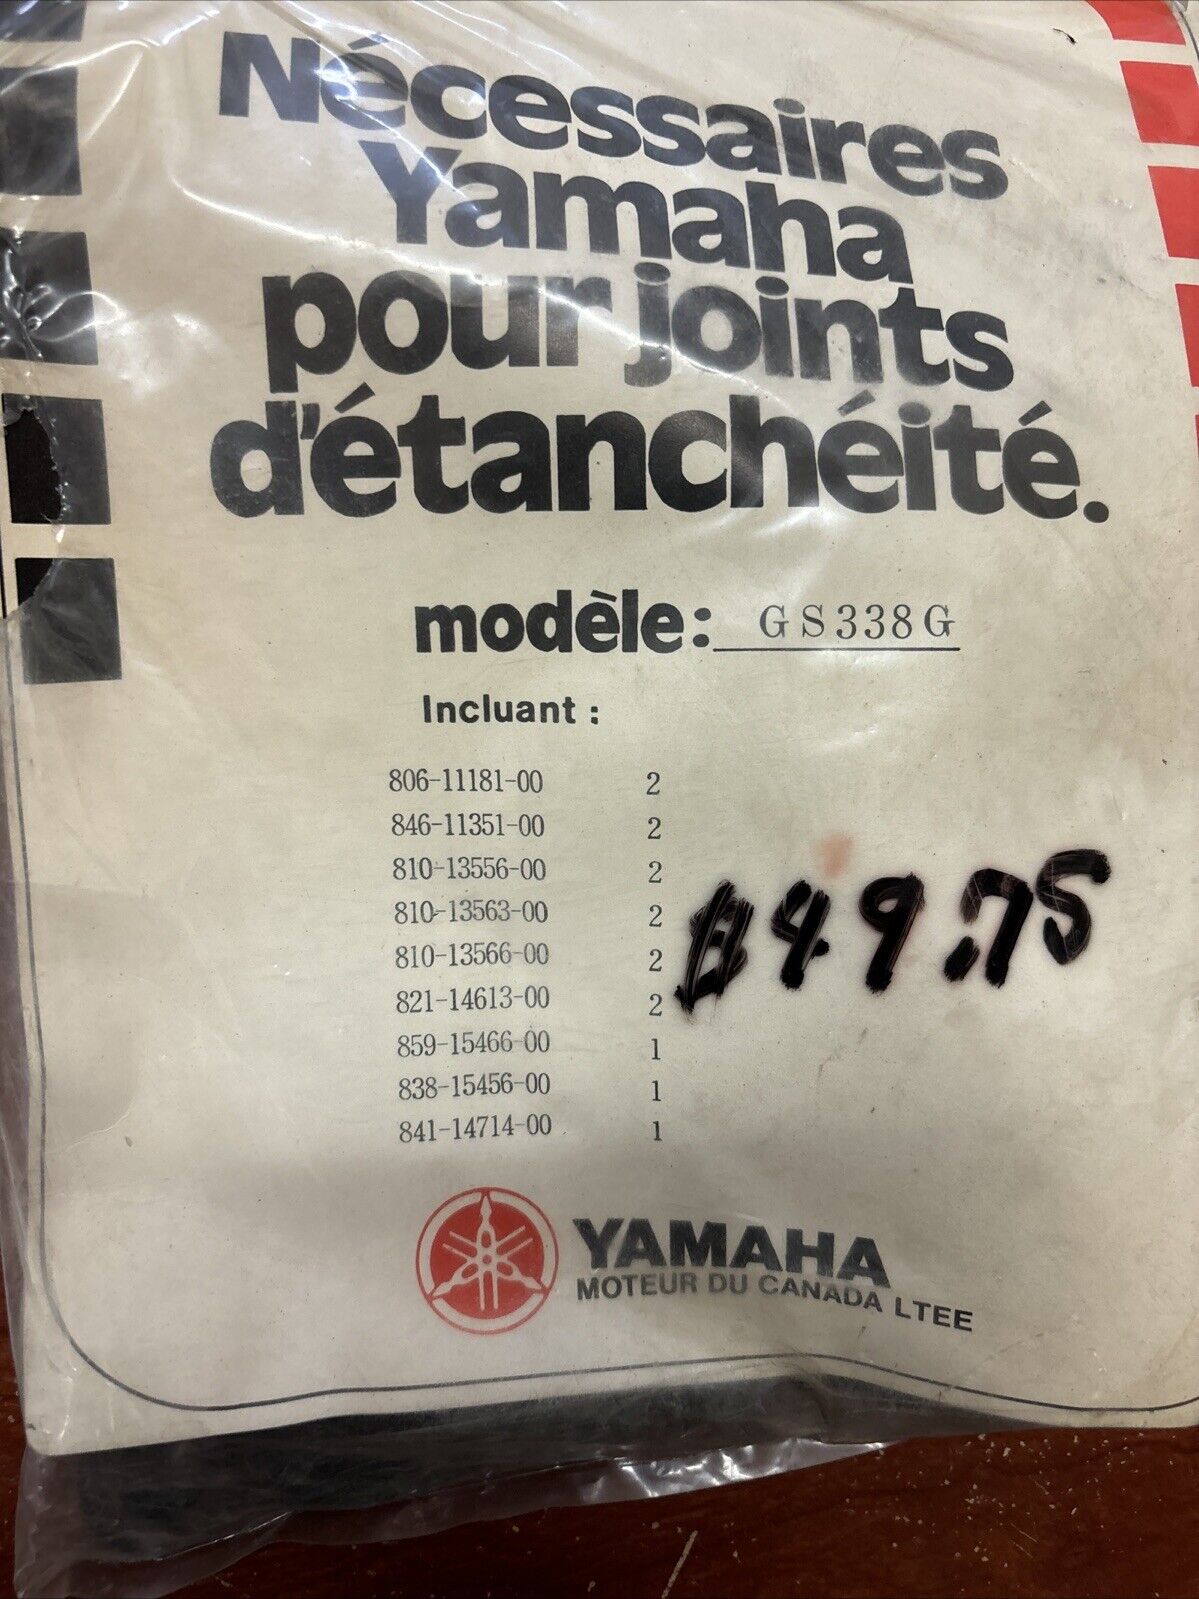 Nécessaires
Yamaha
pour joints
d'étanchéité.
modèle: GS338G
Incluant :
806-11181-00 2
846-11351-00 2
810-13556-00 2
810-13563-00 2
810-13566-00 2
821-14613-00 2
859-15466-00 1
838-15456-00 1
841-14714-00 1
$49.75
YAMAHA
MOTEUR DU CANADA LTEE